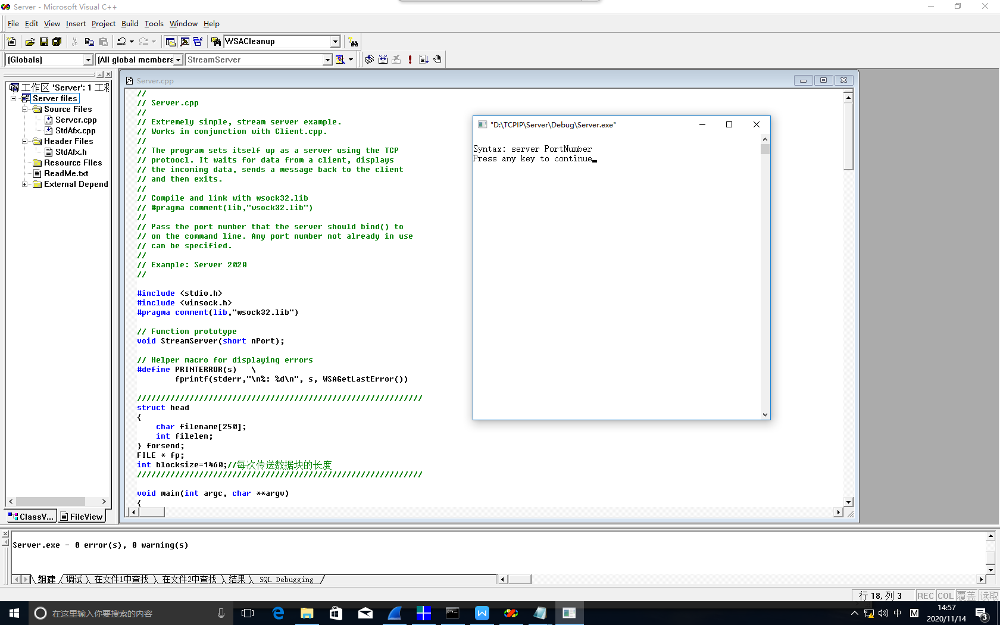 Server - Microsoft Visual C++
File Edit View Insert Project Build Tools Window Help
WSACleanup
(Globals) (All global members StreamServer
工作区 'Server': 1 工程
Server files
Source Files
Server.cpp
StdAfx.cpp
Header Files
StdAfx.h
Resource Files
ReadMe.txt
External Depend
ClassV... FileView
Server.cpp
//
// Server.cpp
//
// Extremely simple, stream server example.
// Works in conjunction with Client.cpp.
//
// The program sets itself up as a server using the TCP
// protoocl. It waits for data from a client, displays
// the incoming data, sends a message back to the client
// and then exits.
//
// Compile and link with wsock32.lib
// #pragma comment(lib,"wsock32.lib")
//
// Pass the port number that the server should bind() to
// on the command line. Any port number not already in use
// can be specified.
//
// Example: Server 2020
//
#include <stdio.h>
#include <winsock.h>
#pragma comment(lib,"wsock32.lib")
// Function prototype
void StreamServer(short nPort);
// Helper macro for displaying errors
#define PRINTERROR(s) \
fprintf(stderr,"\n%: %d\n", s, WSAGetLastError())
////////////////////////////////////////////////////////////
struct head
{
char filename[250];
int filelen;
} forsend;
FILE * fp;
int blocksize=1460;//每次传送数据块的长度
////////////////////////////////////////////////////////////
void main(int argc, char **argv)
{
"D:\TCPIP\Server\Debug\Server.exe"
Syntax: server PortNumber
Press any key to continue
Server.exe - 0 error(s), 0 warning(s)
组建 调试 在文件1中查找 在文件2中查找 结果 SQL Debugging
行 18, 列 3 REC COL 覆盖 读取
在这里输入你要搜索的内容
中 M 14:57
2020/11/14 3